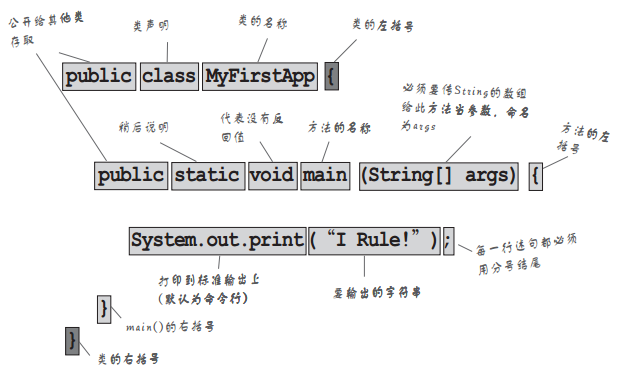 公开给其他类
存取
类声明
类的名称
类的左括号
public class MyFirstApp {
必须要传String的数组
给此方法当参数，命名
为args
稍后说明
代表没有反
回值
方法的名称
方法的左
括号
public static void main (String[] args) {
System.out.print (“I Rule!”) ;
每一行语句都必须
用分号结尾
打印到标准输出上
(默认为命令行)
要输出的字符串
}
main()的右括号
}
类的右括号